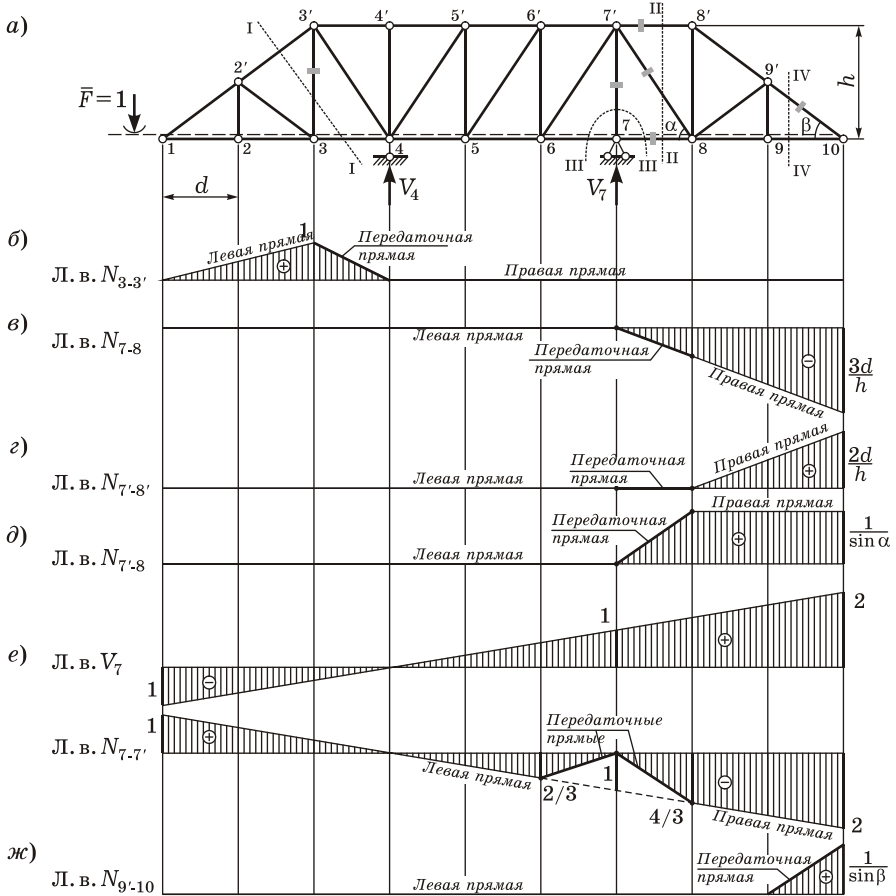 а)
I
3′ 4′ 5′ 6′ 7′ II 8′
2′ 9′
F̄ = 1
h
IV
α β
1 2 3 4 5 6 7 8 9 10
I III III II IV
d
V₄ V₇
б)
Л. в. N₃₋₃′
Левая прямая
1
Передаточная
прямая
Правая прямая
+
в)
Л. в. N₇₋₈
Левая прямая
Передаточная
прямая
Правая прямая
−
3d
h
г)
Л. в. N₇′₋₈′
Левая прямая
Передаточная
прямая
Правая прямая
+
2d
h
д)
Л. в. N₇′₋₈
Левая прямая
Передаточная
прямая
Правая прямая
+
1
sin α
е)
Л. в. V₇
1
−
1
+
2
Л. в. N₇₋₇′
1
+
Левая прямая
2/3
Передаточные
прямые
1
4/3
Правая прямая
−
2
ж)
Л. в. N₉′₋₁₀
Левая прямая
Передаточная
прямая
+
1
sinβ